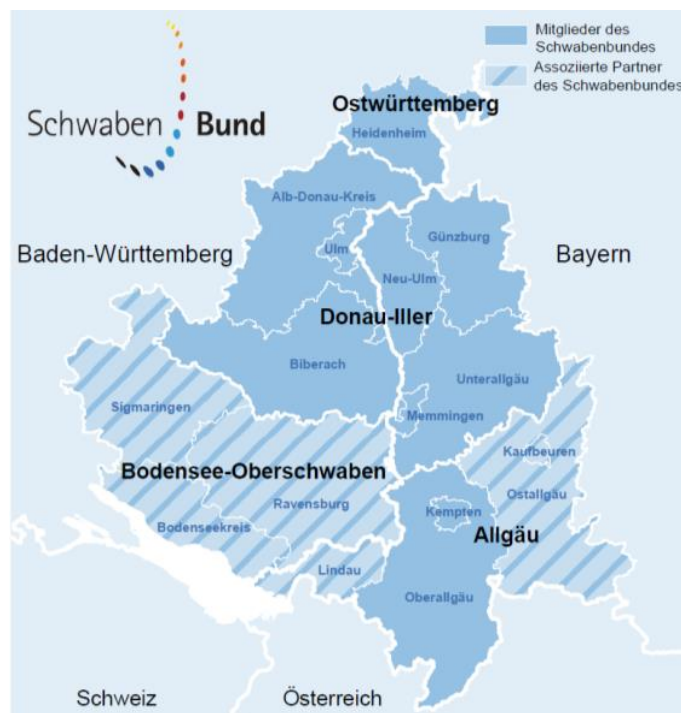 Mitglieder des
Schwabenbundes
Assoziierte Partner
des Schwabenbundes
Schwaben Bund
Ostwürttemberg
Heidenheim
Alb-Donau-Kreis
Ulm
Günzburg
Baden-Württemberg
Bayern
Neu-Ulm
Donau-Iller
Biberach
Unterallgäu
Sigmaringen
Memmingen
Kaufbeuren
Bodensee-Oberschwaben
Ostallgäu
Ravensburg
Kempten
Bodenseekreis
Allgäu
Lindau
Oberallgäu
Schweiz
Österreich